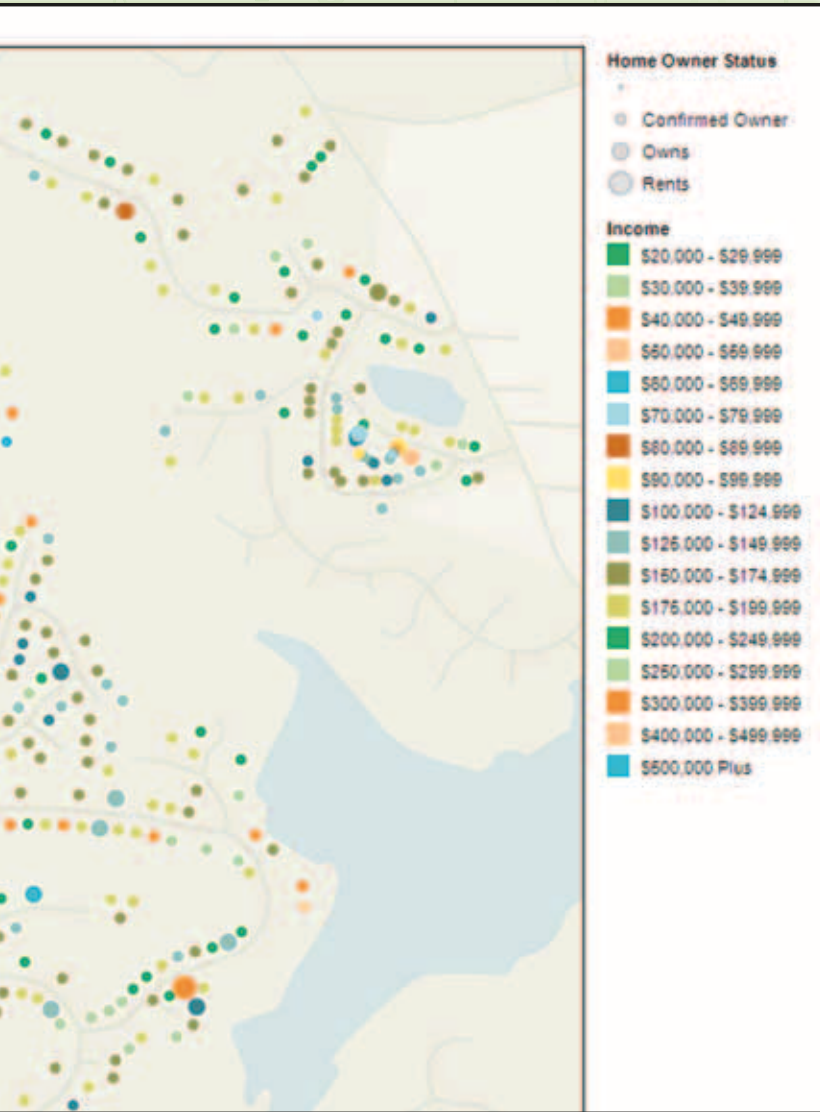 Home Owner Status
Confirmed Owner
Owns
Rents
Income
$20,000 - $29,999
$30,000 - $39,999
$40,000 - $49,999
$50,000 - $59,999
$60,000 - $69,999
$70,000 - $79,999
$80,000 - $89,999
$90,000 - $99,999
$100,000 - $124,999
$125,000 - $149,999
$150,000 - $174,999
$175,000 - $199,999
$200,000 - $249,999
$250,000 - $299,999
$300,000 - $399,999
$400,000 - $499,999
$500,000 Plus